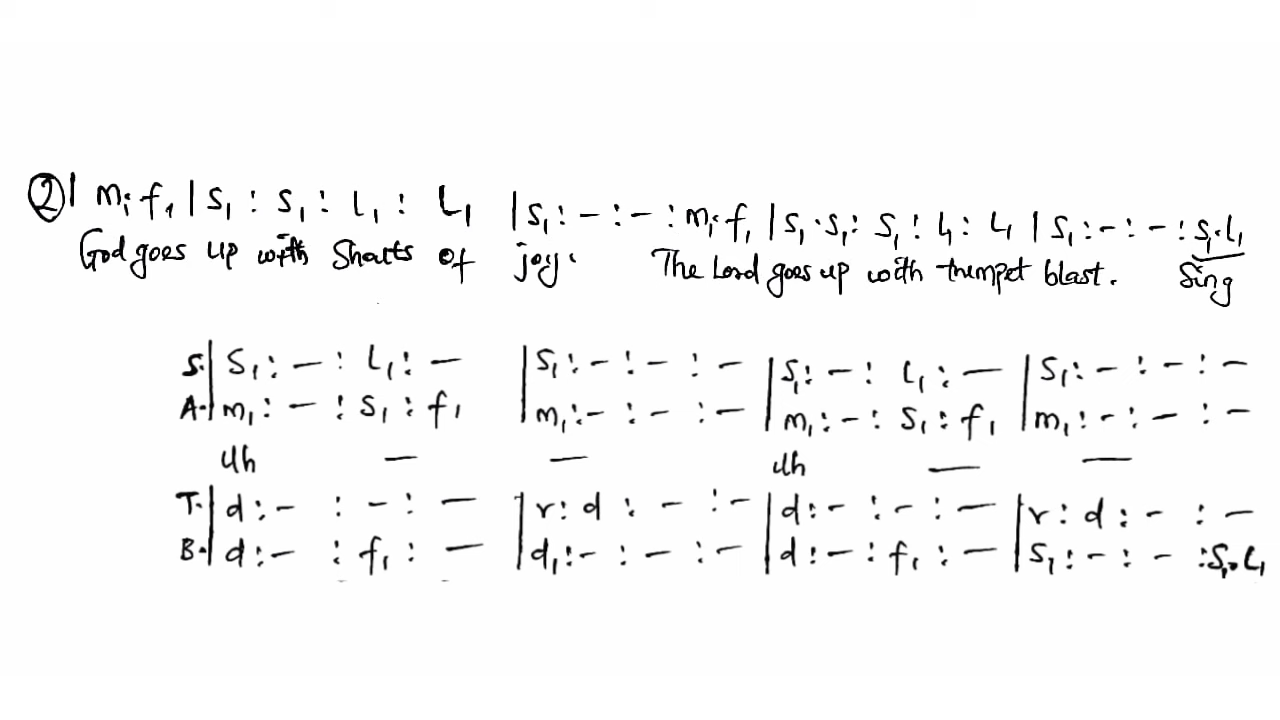 ② | m₁ f₁ | s₁ : s₁ : l₁ : l₁ | s₁ : – : – : m₁. f₁ | s₁ . s₁ : s₁ : l₁ : l₁ | s₁ : – : – : s₁. l₁
God goes up with Shouts of joy. The Lord goes up with trumpet blast. Sing
S. | S₁ : – : l₁ : – | S₁ : – : – : – | S₁ : – : l₁ : – | S₁ : – : – : –
A. | m₁ : – : S₁ : f₁ | m₁ : – : – : – | m₁ : – : S₁ : f₁ | m₁ : – : – : –
Uh — — Uh — —
T. | d : – : – : – | r : d : – : – | d : – : – : – | r : d : – : –
B. | d : – : f₁ : – | d₁ : – : – : – | d : – : f₁ : – | S₁ : – : – : S₁. l₁